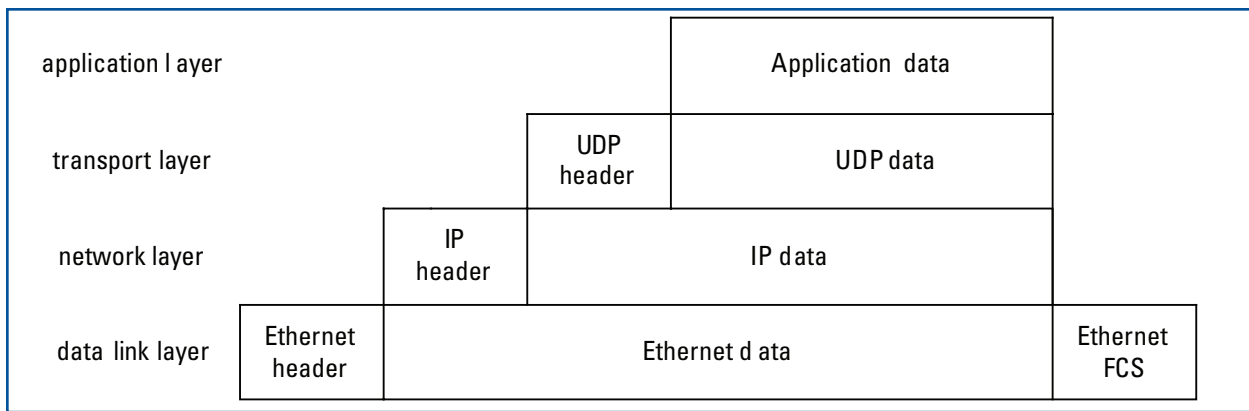 application l ayer
Application data
transport layer
UDP
header
UDP data
network layer
IP
header
IP data
data link layer
Ethernet
header
Ethernet d ata
Ethernet
FCS